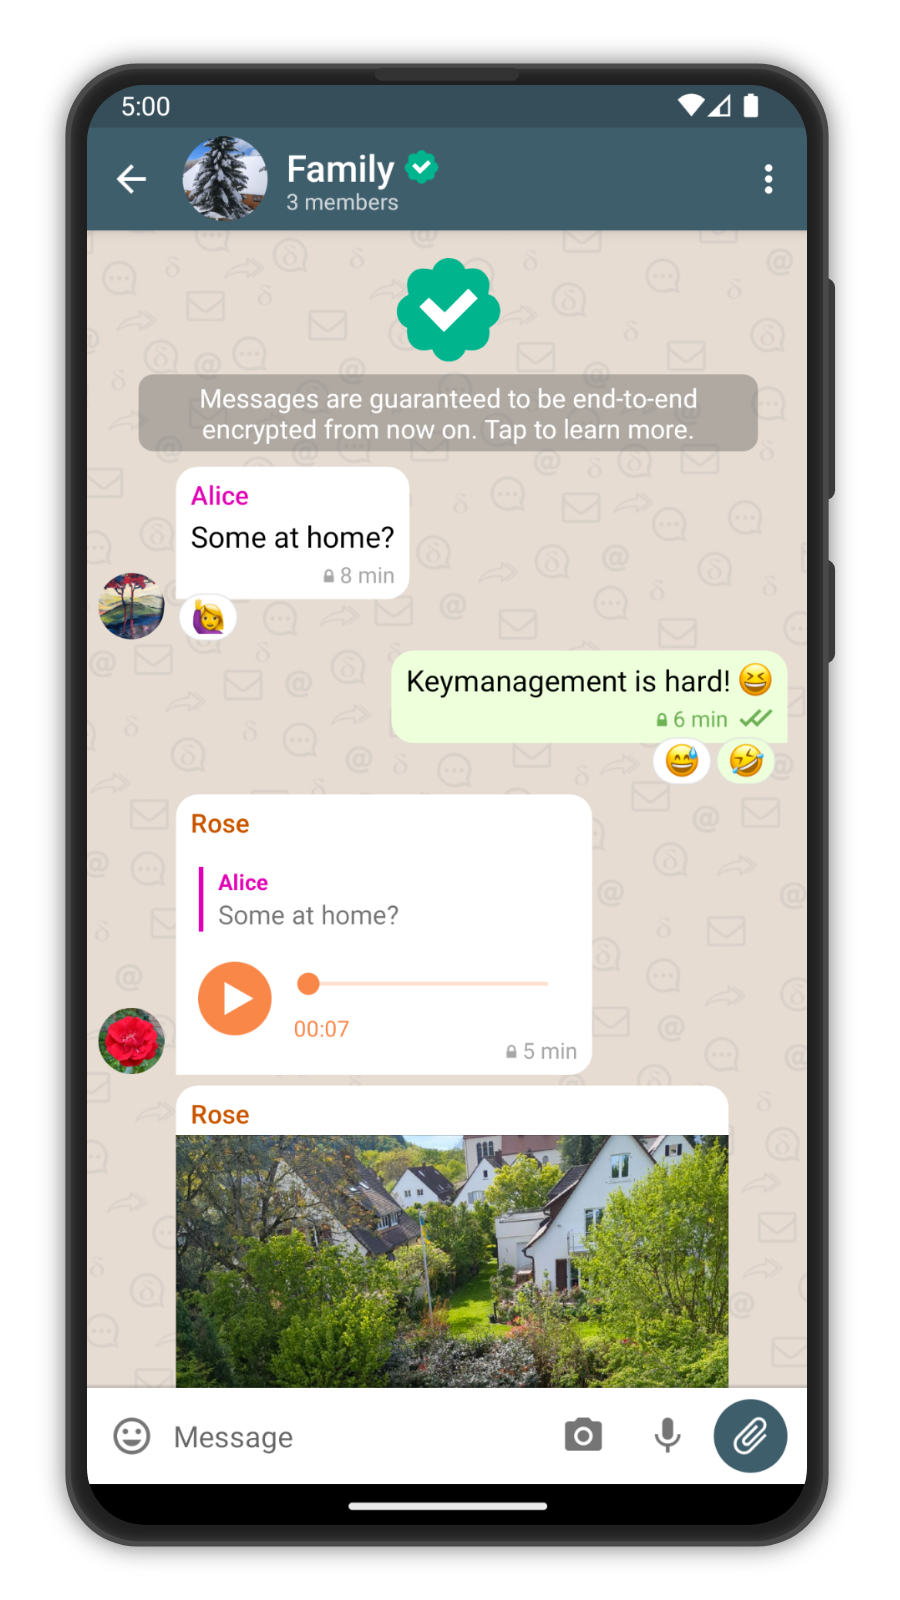 5:00
Family
3 members
Messages are guaranteed to be end-to-end
encrypted from now on. Tap to learn more.
Alice
Some at home?
8 min
Keymanagement is hard! 😆
6 min
Rose
Alice
Some at home?
00:07
5 min
Rose
Message